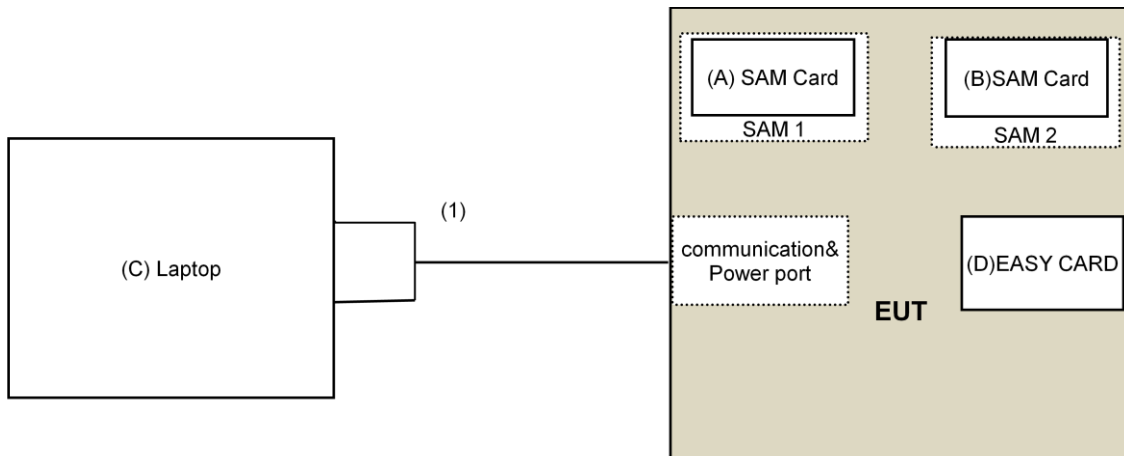 (A) SAM Card
SAM 1
(B)SAM Card
SAM 2
(1)
(C) Laptop
communication&
Power port
(D)EASY CARD
EUT